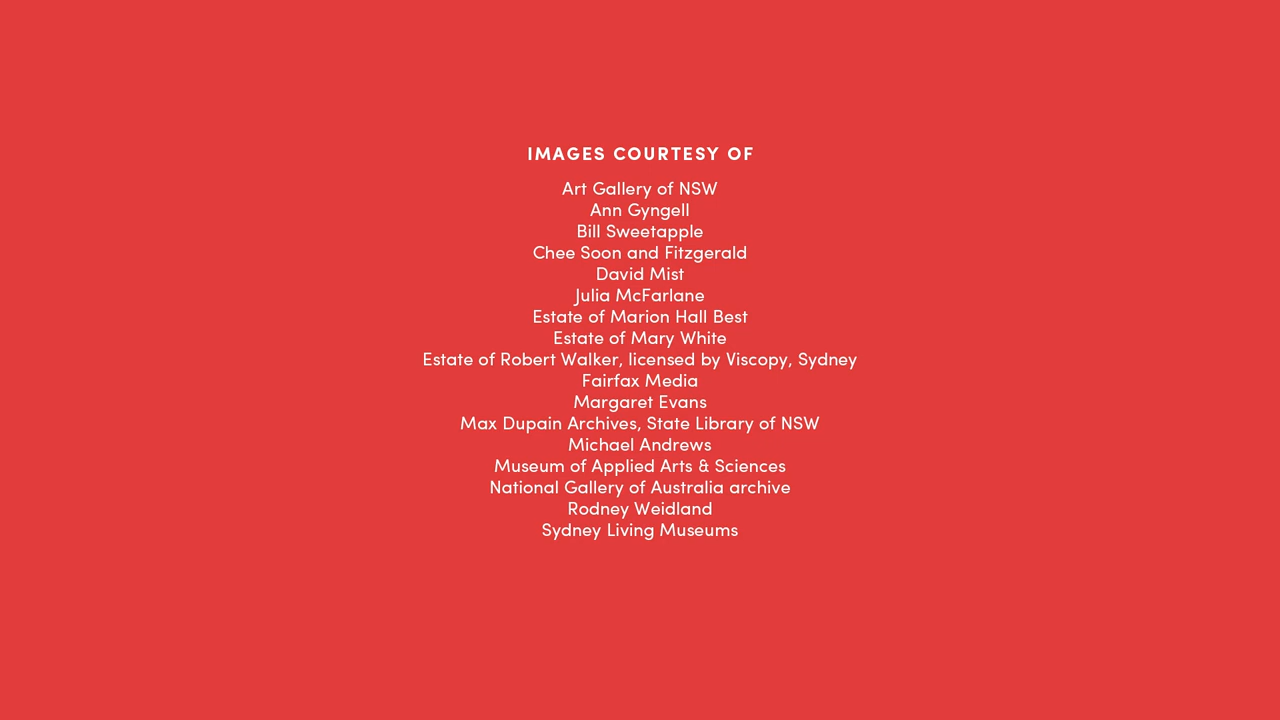 IMAGES COURTESY OF
Art Gallery of NSW
Ann Gyngell
Bill Sweetapple
Chee Soon and Fitzgerald
David Mist
Julia McFarlane
Estate of Marion Hall Best
Estate of Mary White
Estate of Robert Walker, licensed by Viscopy, Sydney
Fairfax Media
Margaret Evans
Max Dupain Archives, State Library of NSW
Michael Andrews
Museum of Applied Arts & Sciences
National Gallery of Australia archive
Rodney Weidland
Sydney Living Museums